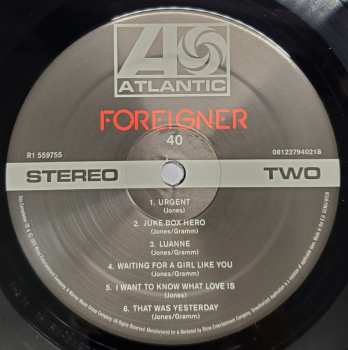 ATLANTIC
FOREIGNER
40
R1 559755
081227940218
STEREO
TWO
1. URGENT
(Jones)
2. JUKE BOX HERO
(Jones/Gramm)
3. LUANNE
(Jones/Gramm)
4. WAITING FOR A GIRL LIKE YOU
(Jones/Gramm)
5. I WANT TO KNOW WHAT LOVE IS
(Jones)
6. THAT WAS YESTERDAY
(Jones/Gramm)